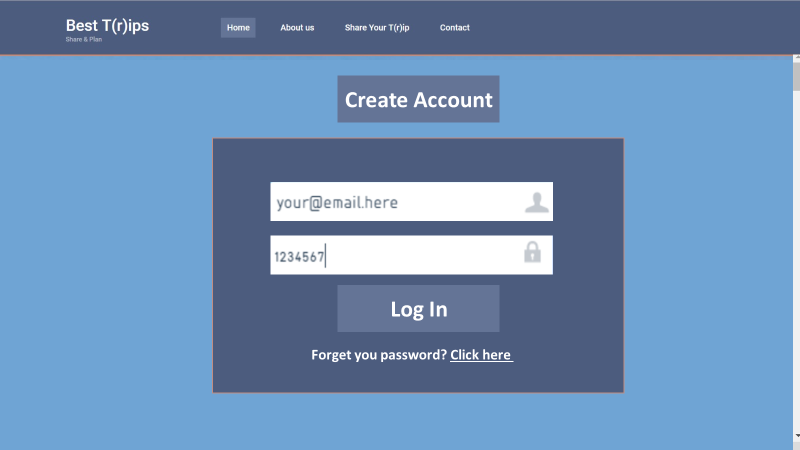 Best T(r)ips
Share & Plan
Home About us Share Your T(r)ip Contact
Create Account
your@email.here
1234567
Log In
Forget you password? Click here